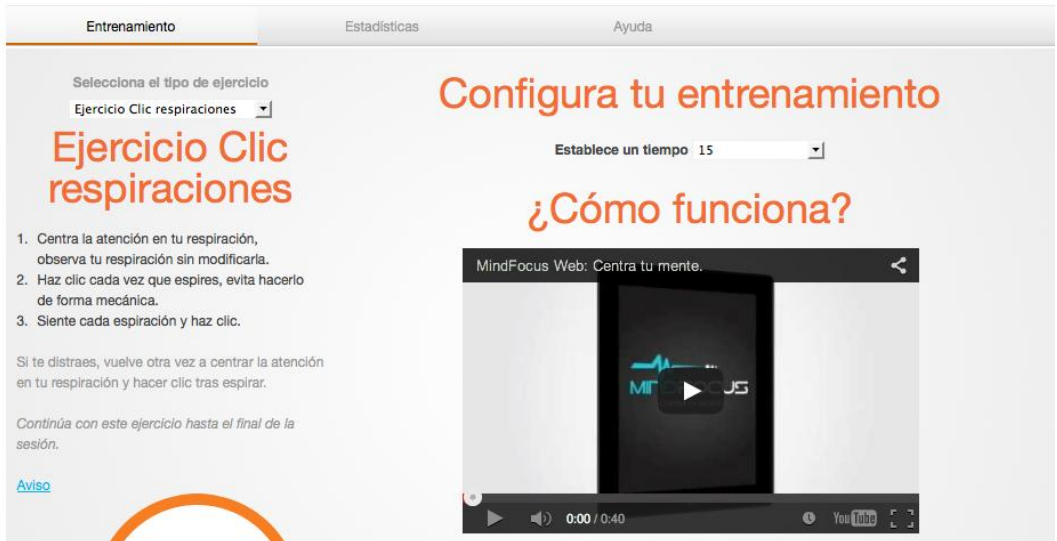 Entrenamiento
Estadísticas
Ayuda
Selecciona el tipo de ejercicio
Ejercicio Clic respiraciones
Ejercicio Clic
respiraciones
1. Centra la atención en tu respiración,
observa tu respiración sin modificarla.
2. Haz clic cada vez que espires, evita hacerlo
de forma mecánica.
3. Siente cada espiración y haz clic.
Si te distraes, vuelve otra vez a centrar la atención
en tu respiración y hacer clic tras espirar.
Continúa con este ejercicio hasta el final de la
sesión.
Aviso
Configura tu entrenamiento
Establece un tiempo 15
¿Cómo funciona?
MindFocus Web: Centra tu mente.
0:00 / 0:40
YouTube